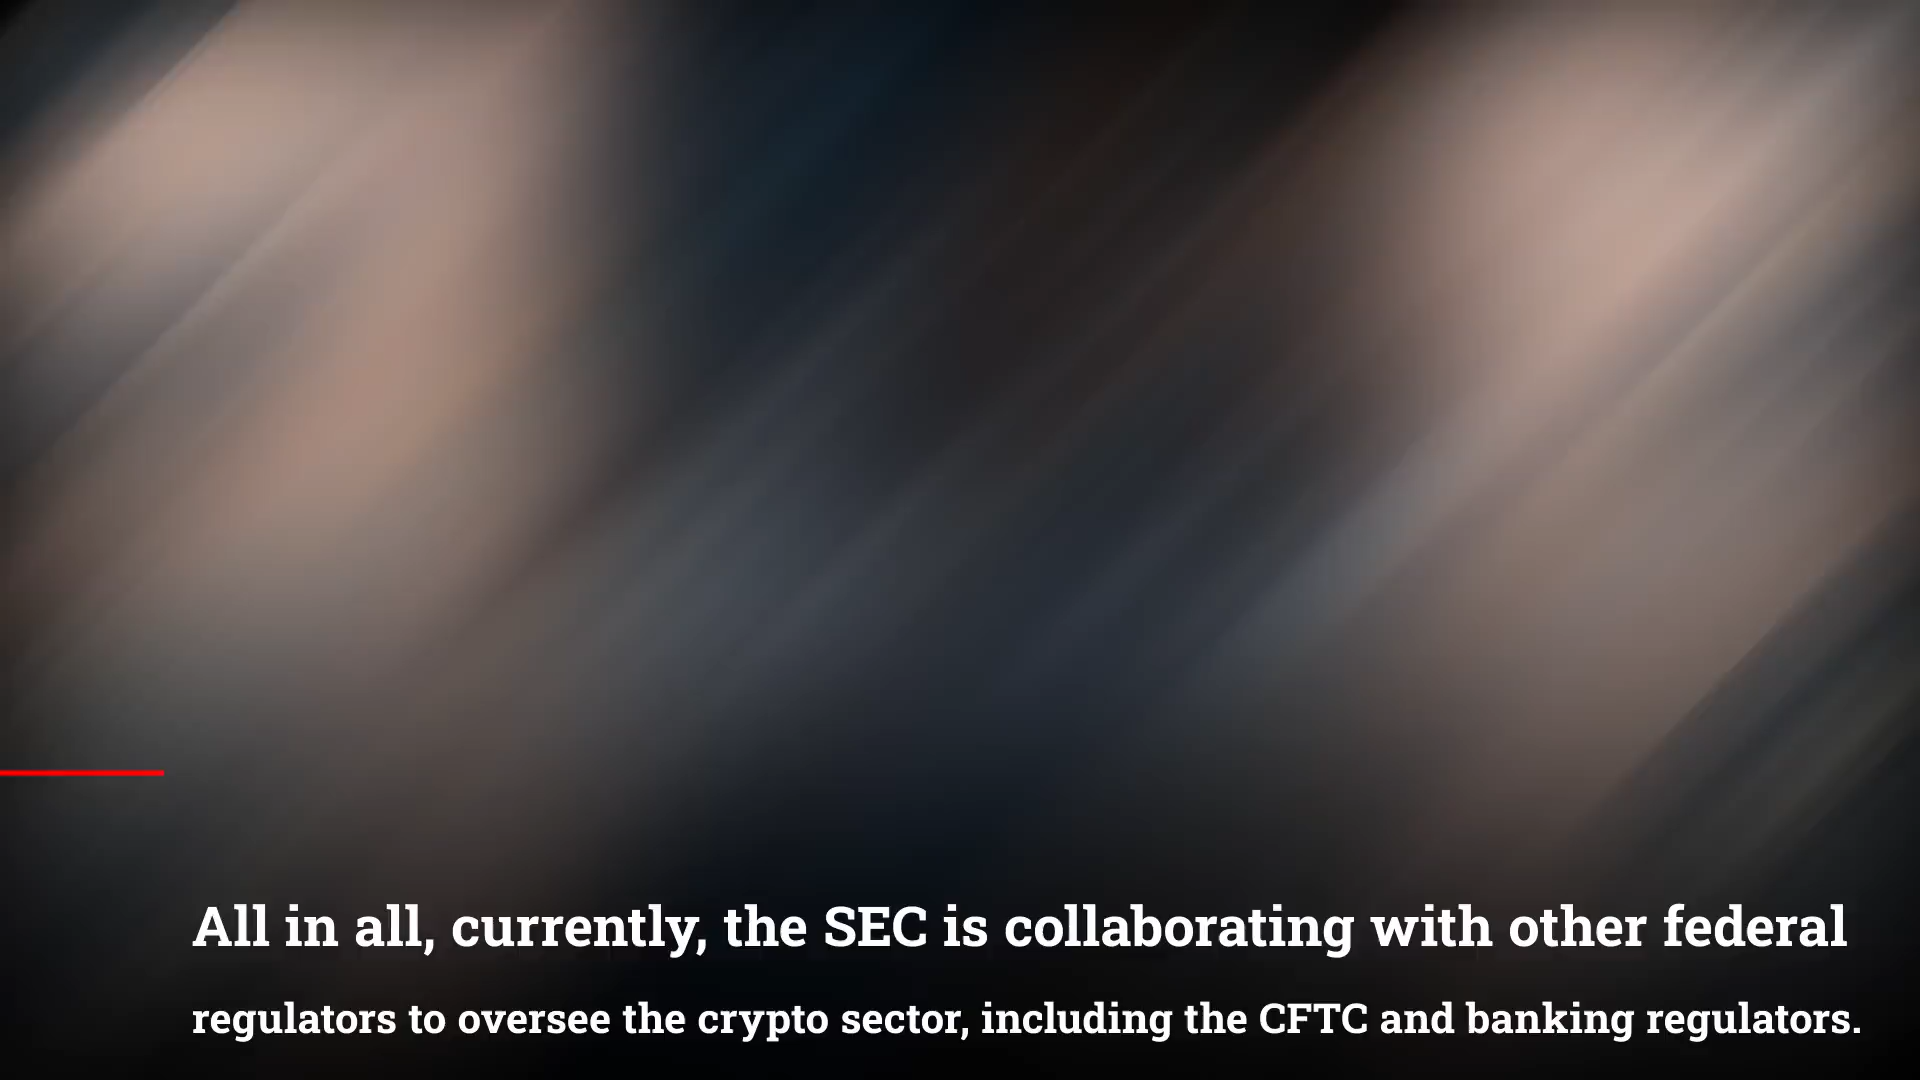 All in all, currently, the SEC is collaborating with other federal
regulators to oversee the crypto sector, including the CFTC and banking regulators.